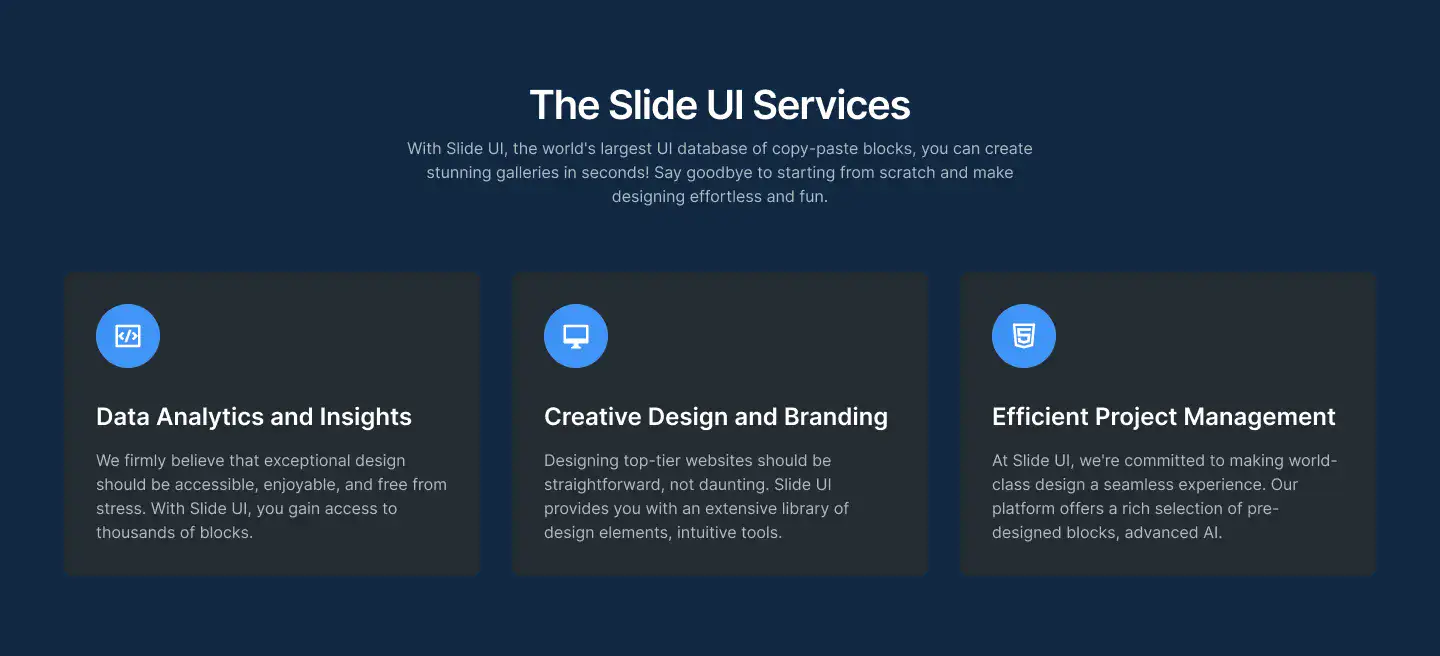 The Slide UI Services
With Slide UI, the world's largest UI database of copy-paste blocks, you can create
stunning galleries in seconds! Say goodbye to starting from scratch and make
designing effortless and fun.
Data Analytics and Insights
We firmly believe that exceptional design
should be accessible, enjoyable, and free from
stress. With Slide UI, you gain access to
thousands of blocks.
Creative Design and Branding
Designing top-tier websites should be
straightforward, not daunting. Slide UI
provides you with an extensive library of
design elements, intuitive tools.
Efficient Project Management
At Slide UI, we're committed to making world-
class design a seamless experience. Our
platform offers a rich selection of pre-
designed blocks, advanced AI.